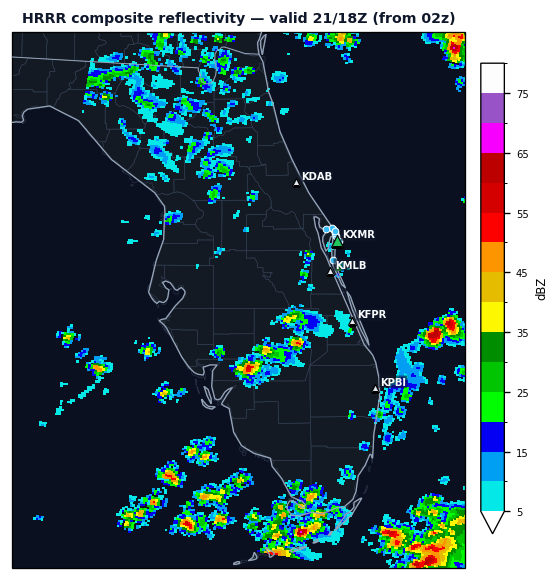 HRRR composite reflectivity — valid 21/18Z (from 02z)
75
65
55
45
35
25
15
5
dBZ
KDAB
KXMR
KMLB
KFPR
KPBI